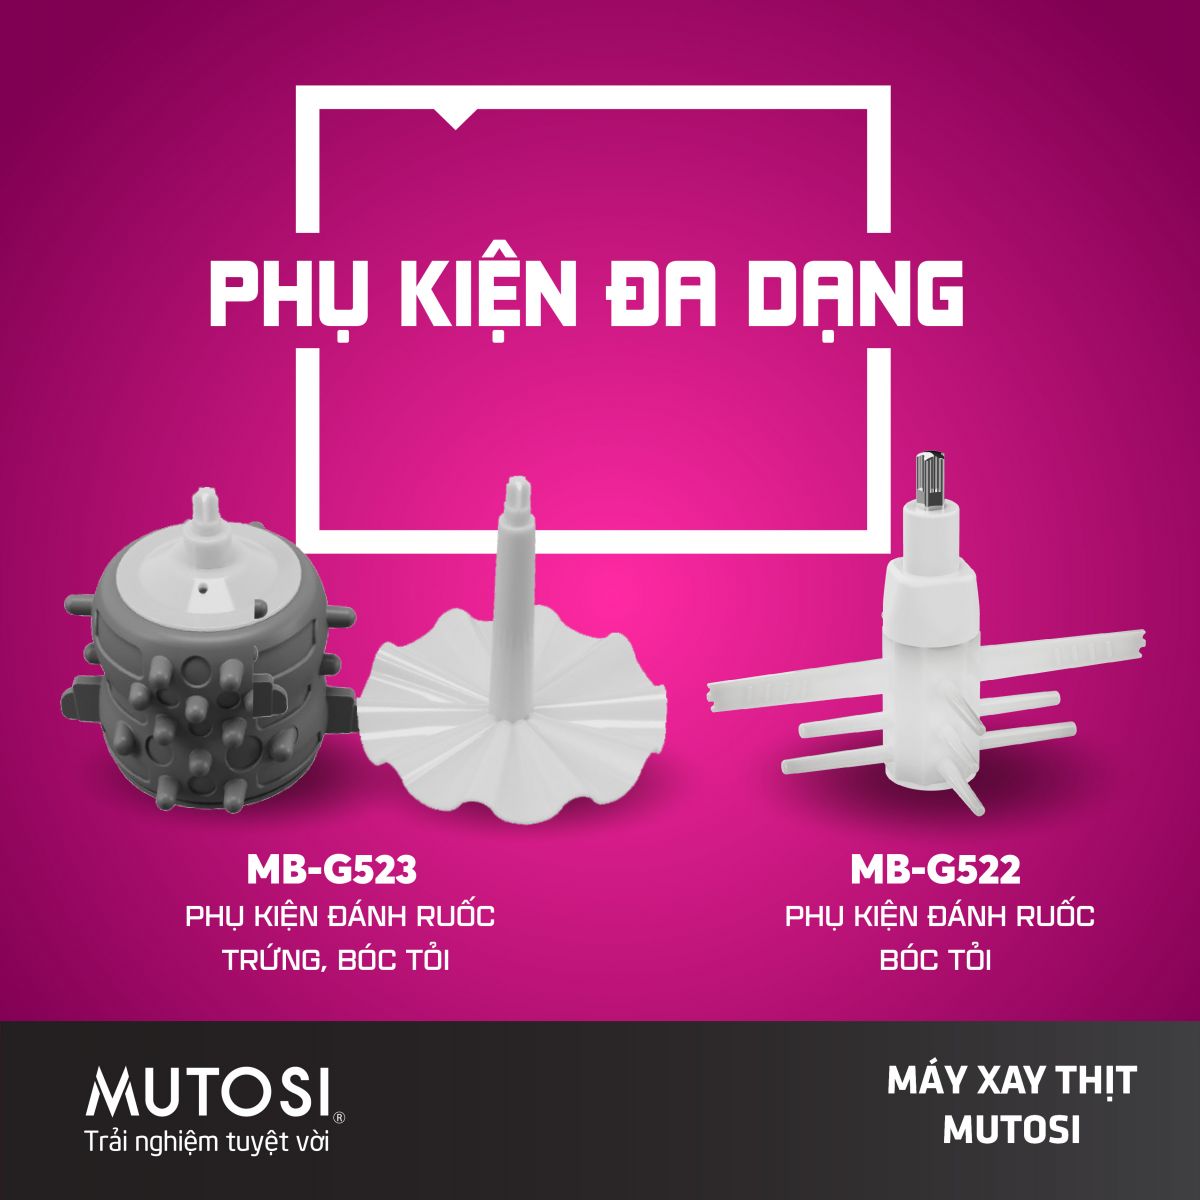 PHỤ KIỆN ĐA DẠNG
MB-G523
PHỤ KIỆN ĐÁNH RUỐC
TRỨNG, BÓC TỎI
MB-G522
PHỤ KIỆN ĐÁNH RUỐC
BÓC TỎI
MUTOSI®
Trải nghiệm tuyệt vời
MÁY XAY THỊT
MUTOSI